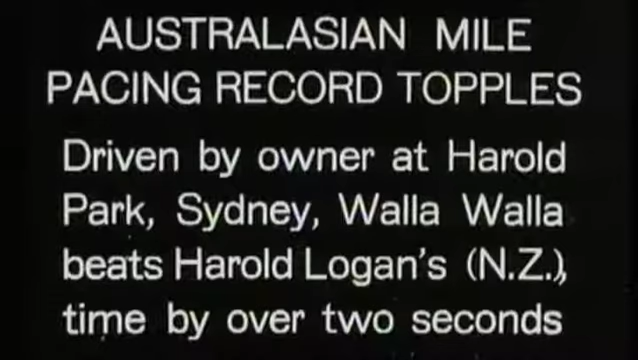 AUSTRALASIAN MILE
PACING RECORD TOPPLES
Driven by owner at Harold
Park, Sydney, Walla Walla
beats Harold Logan's (N.Z.),
time by over two seconds